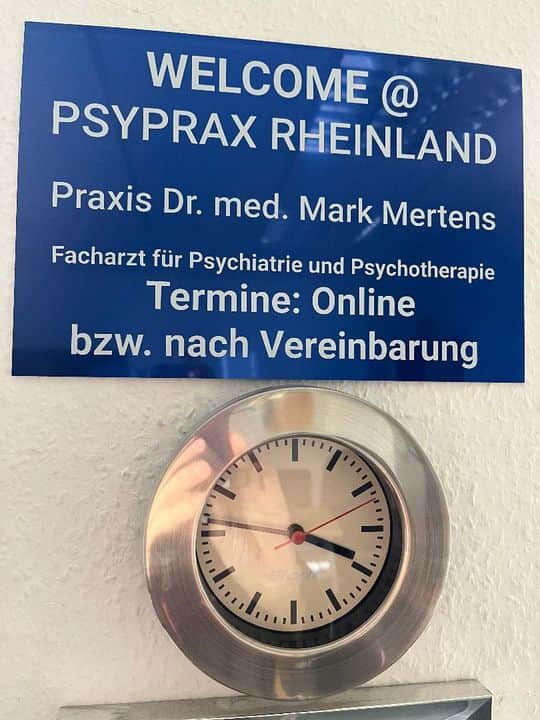 WELCOME @
PSYPRAX RHEINLAND
Praxis Dr. med. Mark Mertens
Facharzt für Psychiatrie und Psychotherapie
Termine: Online
bzw. nach Vereinbarung